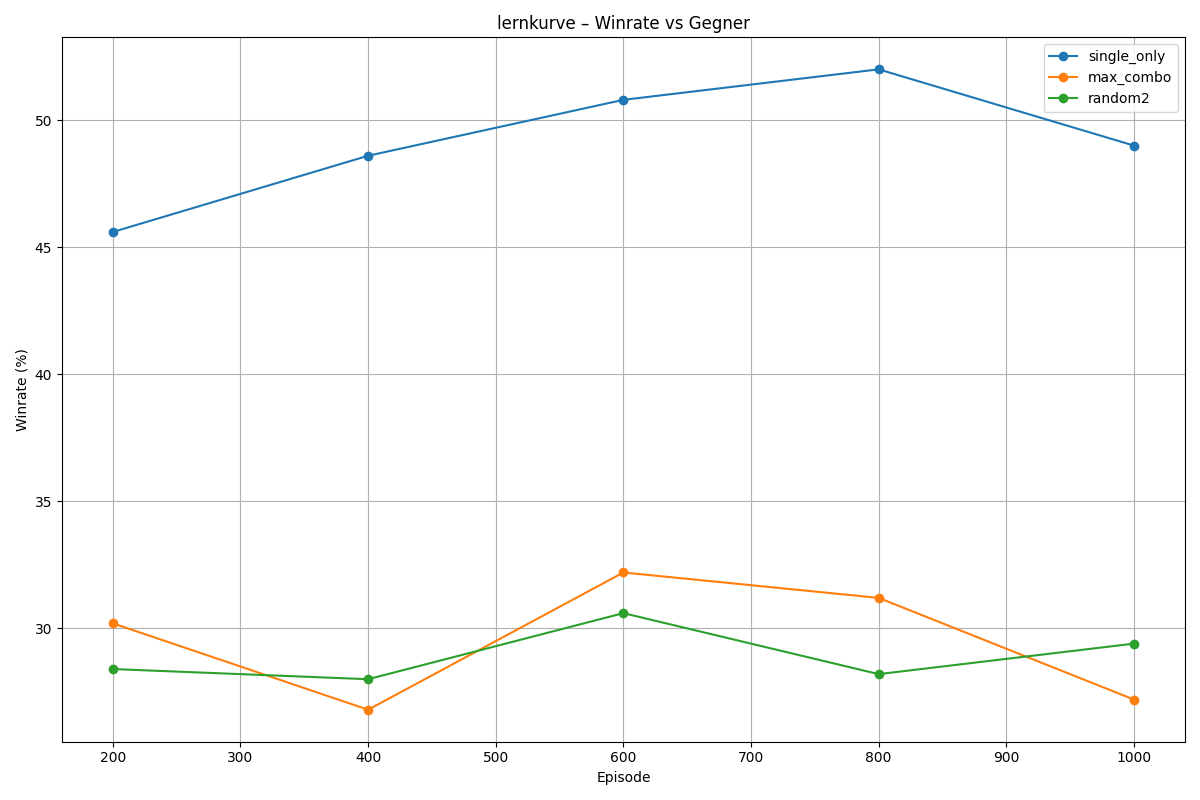 lernkurve – Winrate vs Gegner
single_only
max_combo
random2
Winrate (%)
50
45
40
35
30
200 300 400 500 600 700 800 900 1000
Episode